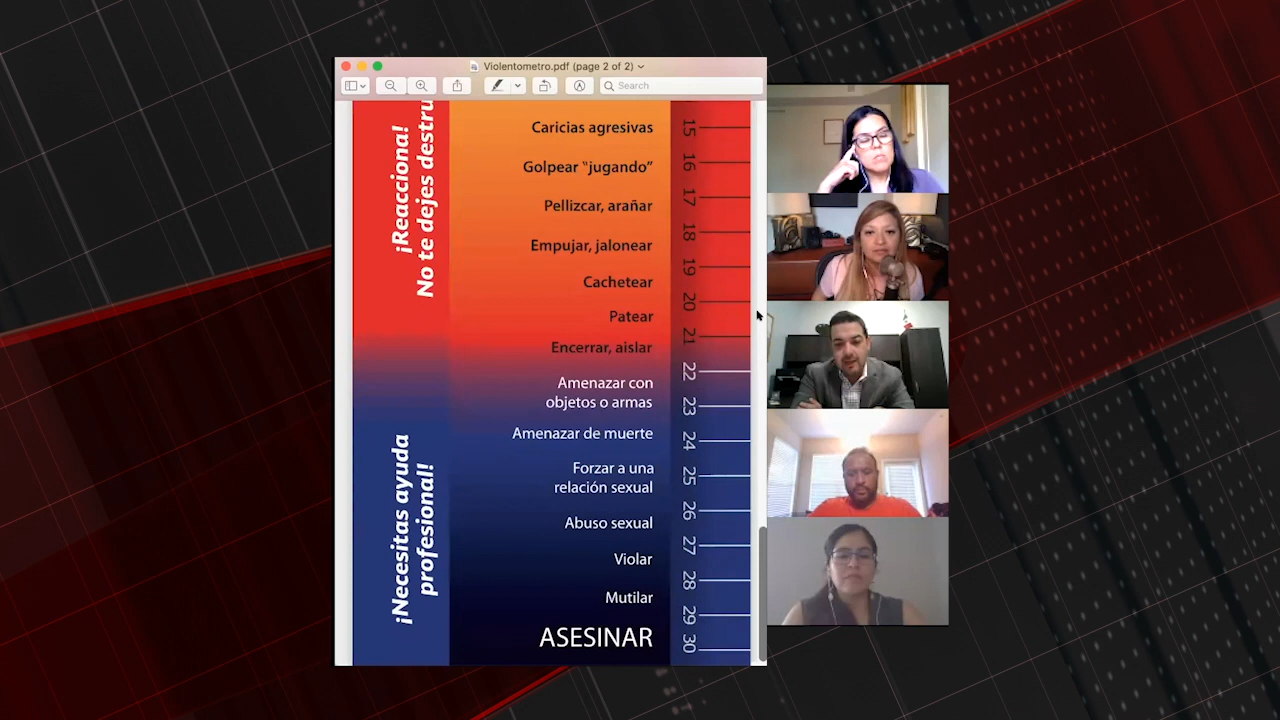 Violentometro.pdf (page 2 of 2)
Search
¡Reacciona!
No te dejes destru
¡Necesitas ayuda
profesional!
Caricias agresivas
Golpear “jugando”
Pellizcar, arañar
Empujar, jalonear
Cachetear
Patear
Encerrar, aislar
Amenazar con
objetos o armas
Amenazar de muerte
Forzar a una
relación sexual
Abuso sexual
Violar
Mutilar
ASESINAR
15
16
17
18
19
20
21
22
23
24
25
26
27
28
29
30